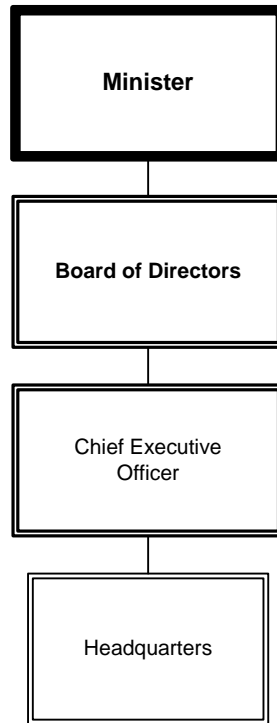 Minister
Board of Directors
Chief Executive
Officer
Headquarters